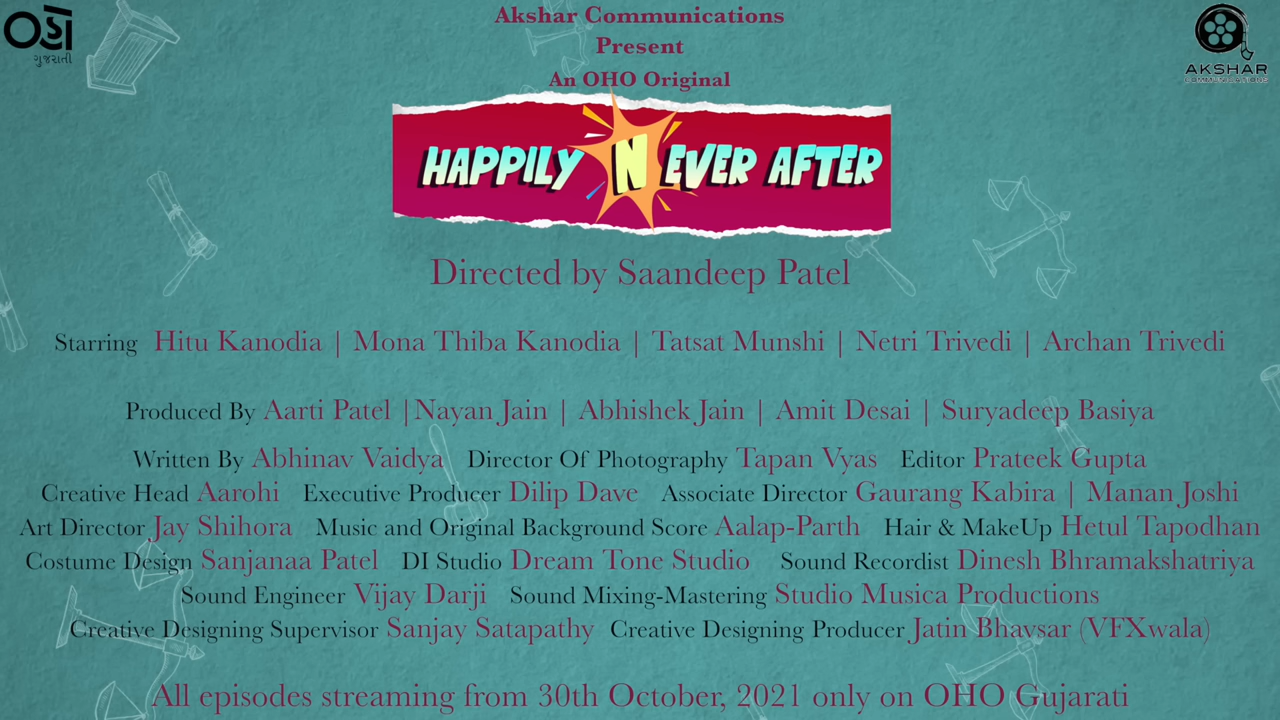 ઓહો
ગુજરાતી
Akshar Communications
Present
An OHO Original
AKSHAR
COMMUNICATIONS
HAPPILY N EVER AFTER
Directed by Saandeep Patel
Starring Hitu Kanodia | Mona Thiba Kanodia | Tatsat Munshi | Netri Trivedi | Archan Trivedi
Produced By Aarti Patel |Nayan Jain | Abhishek Jain | Amit Desai | Suryadeep Basiya
Written By Abhinav Vaidya Director Of Photography Tapan Vyas Editor Prateek Gupta
Creative Head Aarohi Executive Producer Dilip Dave Associate Director Gaurang Kabira | Manan Joshi
Art Director Jay Shihora Music and Original Background Score Aalap-Parth Hair & MakeUp Hetul Tapodhan
Costume Design Sanjanaa Patel DI Studio Dream Tone Studio Sound Recordist Dinesh Bhramakshatriya
Sound Engineer Vijay Darji Sound Mixing-Mastering Studio Musica Productions
Creative Designing Supervisor Sanjay Satapathy Creative Designing Producer Jatin Bhavsar (VFXwala)
All episodes streaming from 30th October, 2021 only on OHO Gujarati